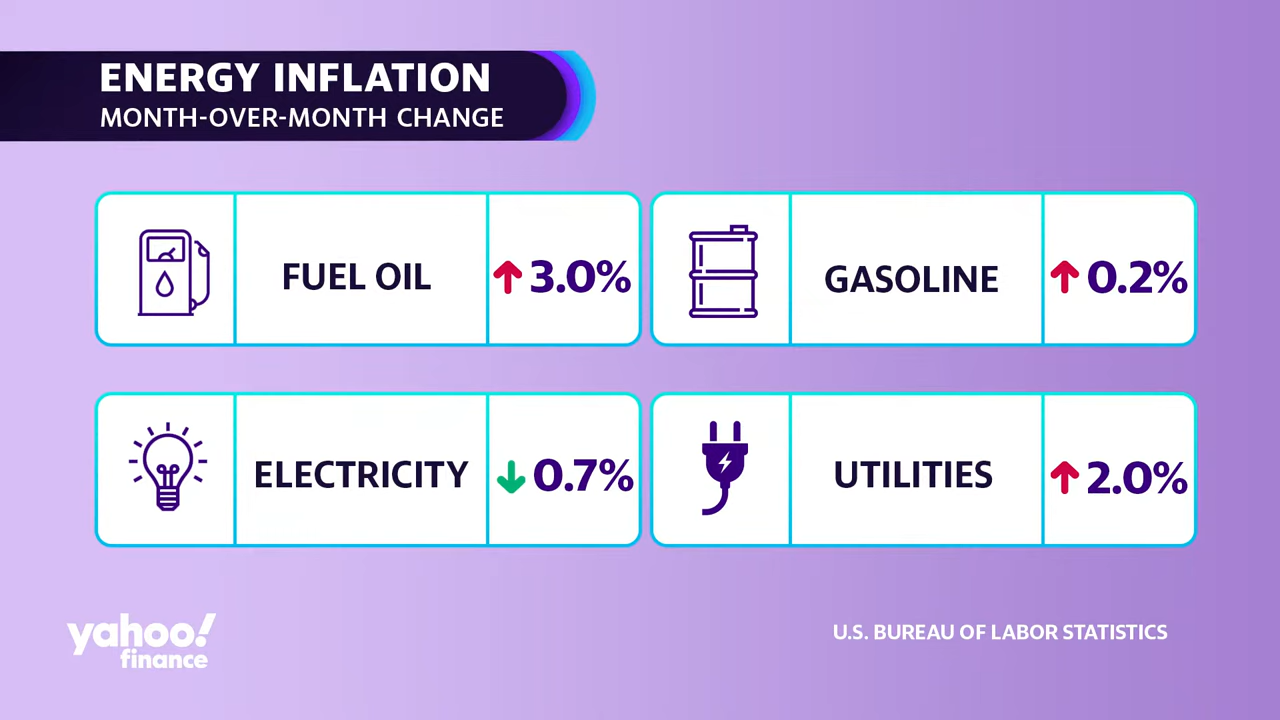 ENERGY INFLATION
MONTH-OVER-MONTH CHANGE
FUEL OIL ↑ 3.0%
GASOLINE ↑ 0.2%
ELECTRICITY ↓ 0.7%
UTILITIES ↑ 2.0%
yahoo!
finance
U.S. BUREAU OF LABOR STATISTICS